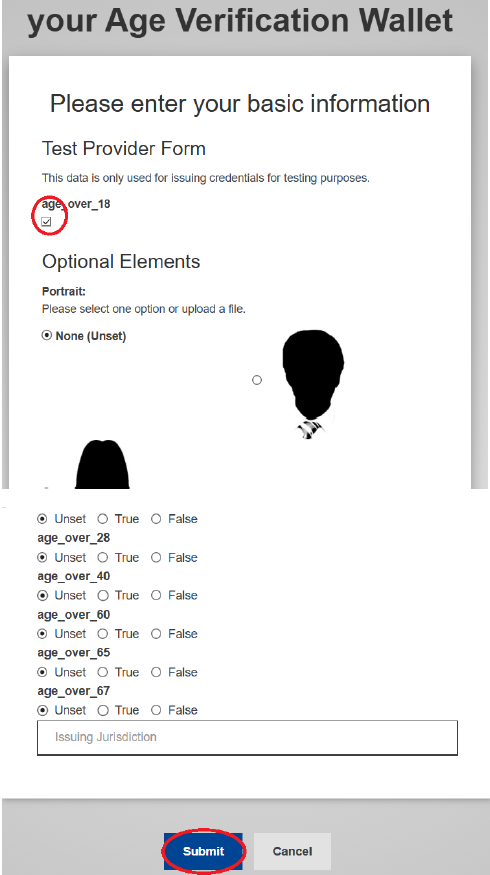 your Age Verification Wallet
Please enter your basic information
Test Provider Form
This data is only used for issuing credentials for testing purposes.
age_over_18
Optional Elements
Portrait:
Please select one option or upload a file.
None (Unset)
Unset True False
age_over_28
Unset True False
age_over_40
Unset True False
age_over_60
Unset True False
age_over_65
Unset True False
age_over_67
Unset True False
Issuing Jurisdiction
Submit Cancel